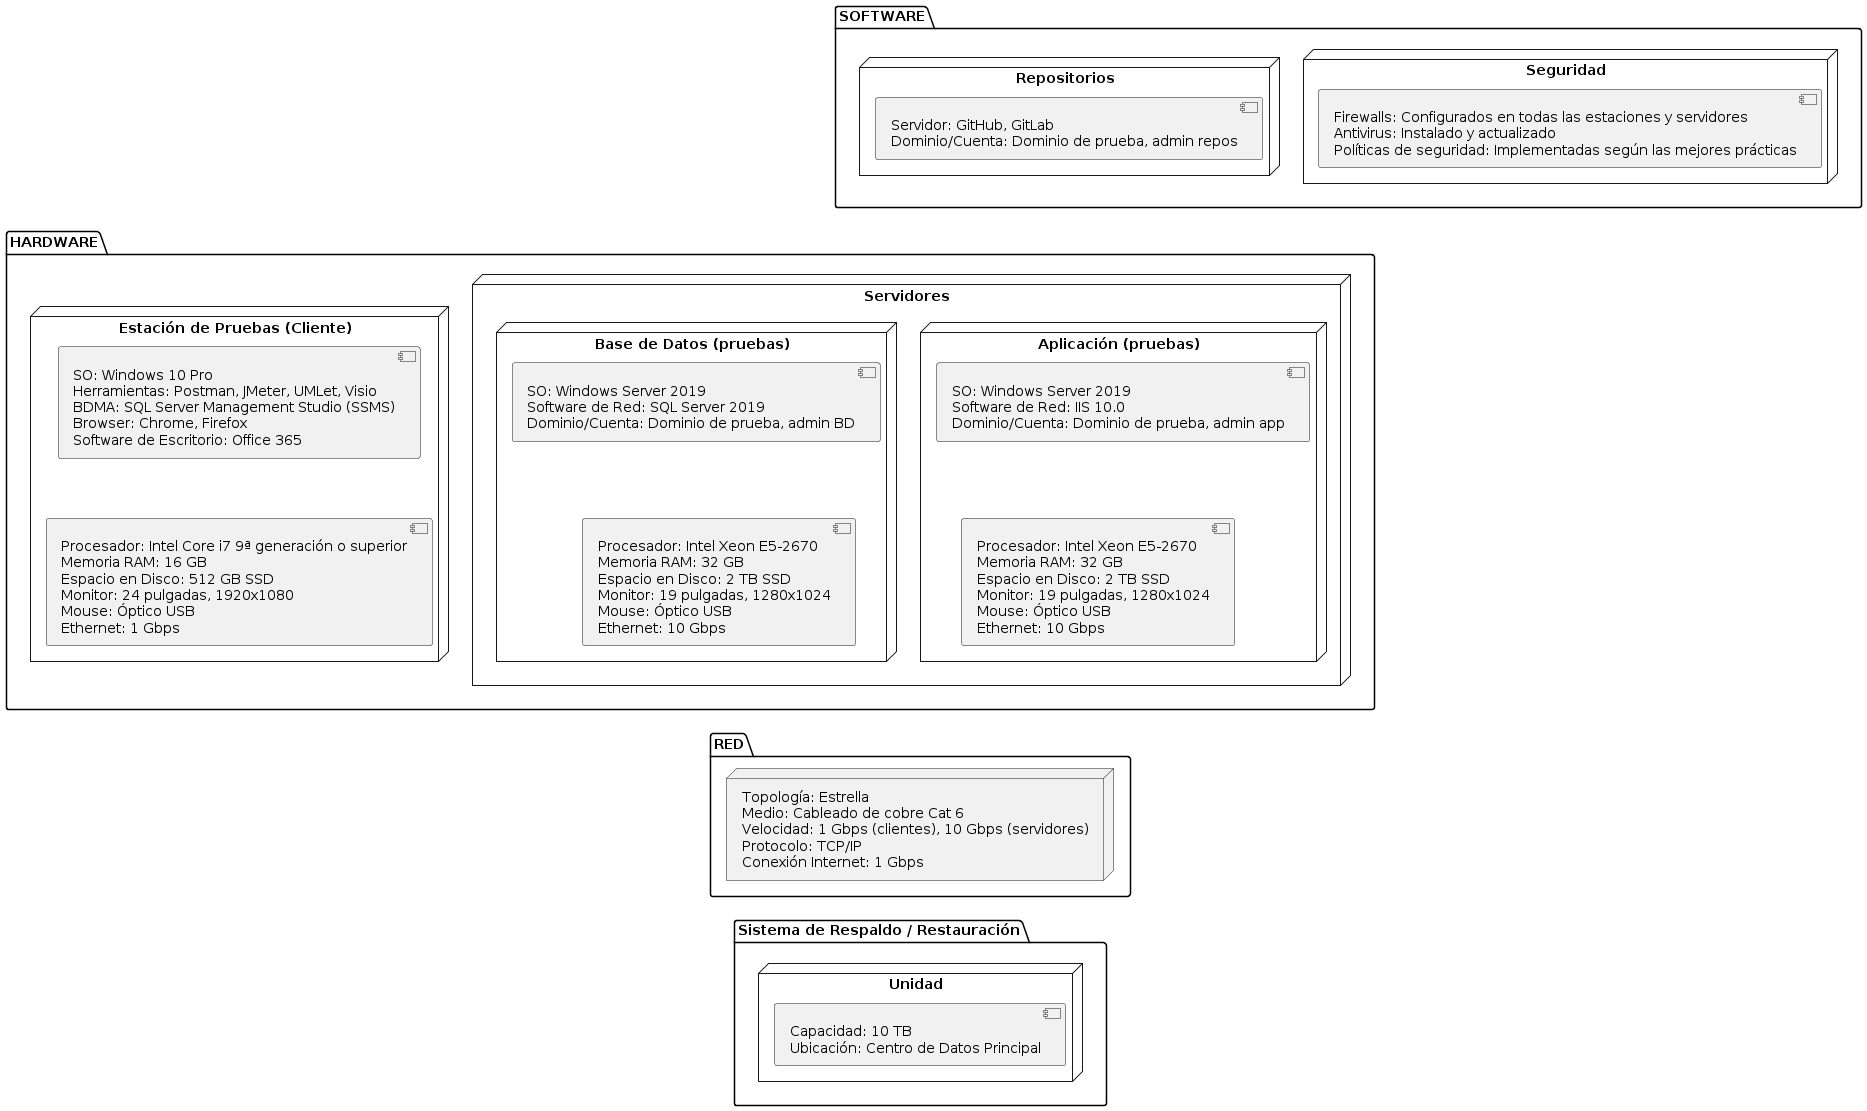 SOFTWARE
Repositorios
Servidor: GitHub, GitLab
Dominio/Cuenta: Dominio de prueba, admin repos
Seguridad
Firewalls: Configurados en todas las estaciones y servidores
Antivirus: Instalado y actualizado
Políticas de seguridad: Implementadas según las mejores prácticas
HARDWARE
Estación de Pruebas (Cliente)
SO: Windows 10 Pro
Herramientas: Postman, JMeter, UMLet, Visio
BDMA: SQL Server Management Studio (SSMS)
Browser: Chrome, Firefox
Software de Escritorio: Office 365
Procesador: Intel Core i7 9ª generación o superior
Memoria RAM: 16 GB
Espacio en Disco: 512 GB SSD
Monitor: 24 pulgadas, 1920x1080
Mouse: Óptico USB
Ethernet: 1 Gbps
Servidores
Base de Datos (pruebas)
SO: Windows Server 2019
Software de Red: SQL Server 2019
Dominio/Cuenta: Dominio de prueba, admin BD
Procesador: Intel Xeon E5-2670
Memoria RAM: 32 GB
Espacio en Disco: 2 TB SSD
Monitor: 19 pulgadas, 1280x1024
Mouse: Óptico USB
Ethernet: 10 Gbps
Aplicación (pruebas)
SO: Windows Server 2019
Software de Red: IIS 10.0
Dominio/Cuenta: Dominio de prueba, admin app
Procesador: Intel Xeon E5-2670
Memoria RAM: 32 GB
Espacio en Disco: 2 TB SSD
Monitor: 19 pulgadas, 1280x1024
Mouse: Óptico USB
Ethernet: 10 Gbps
RED
Topología: Estrella
Medio: Cableado de cobre Cat 6
Velocidad: 1 Gbps (clientes), 10 Gbps (servidores)
Protocolo: TCP/IP
Conexión Internet: 1 Gbps
Sistema de Respaldo / Restauración
Unidad
Capacidad: 10 TB
Ubicación: Centro de Datos Principal